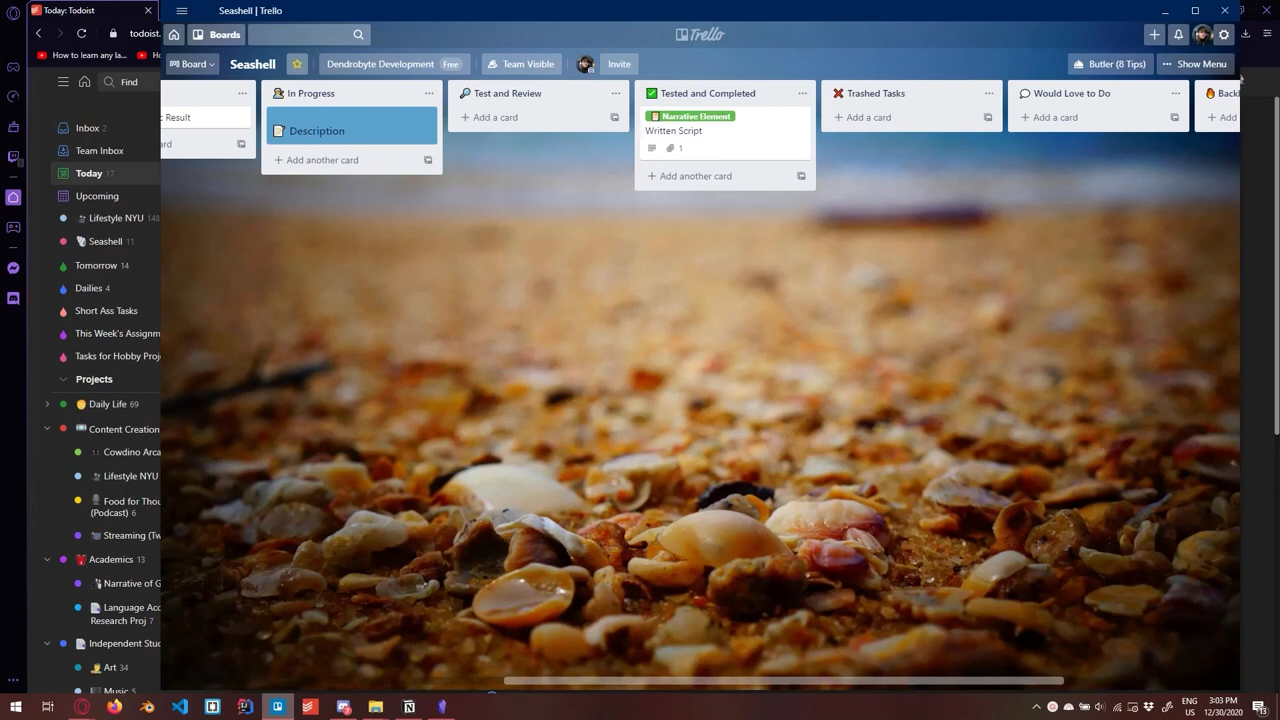 Today: Todoist
todoist.
How to learn any la...
Ho
Find
Inbox 2
Team Inbox
Today 17
Upcoming
Lifestyle NYU 148
Seashell 11
Tomorrow 14
Dailies 4
Short Ass Tasks
This Week's Assignm
Tasks for Hobby Proj
Projects
Daily Life 69
Content Creation
Cowdino Arca
Lifestyle NYU
Food for Thou
(Podcast) 6
Streaming (Tw
Academics 13
Narrative of G
Language Acc
Research Proj 7
Independent Stud
Art 34
Music 5
Seashell | Trello
Boards
Trello
Board
Seashell
Dendrobyte Development Free
Team Visible
Invite
Butler (8 Tips)
Show Menu
c Result
ard
In Progress
Description
Add another card
Test and Review
Add a card
Tested and Completed
Narrative Element
Written Script
1
Add another card
Trashed Tasks
Add a card
Would Love to Do
Add a card
Backl
Add
ENG
US
3:03 PM
12/30/2020
13